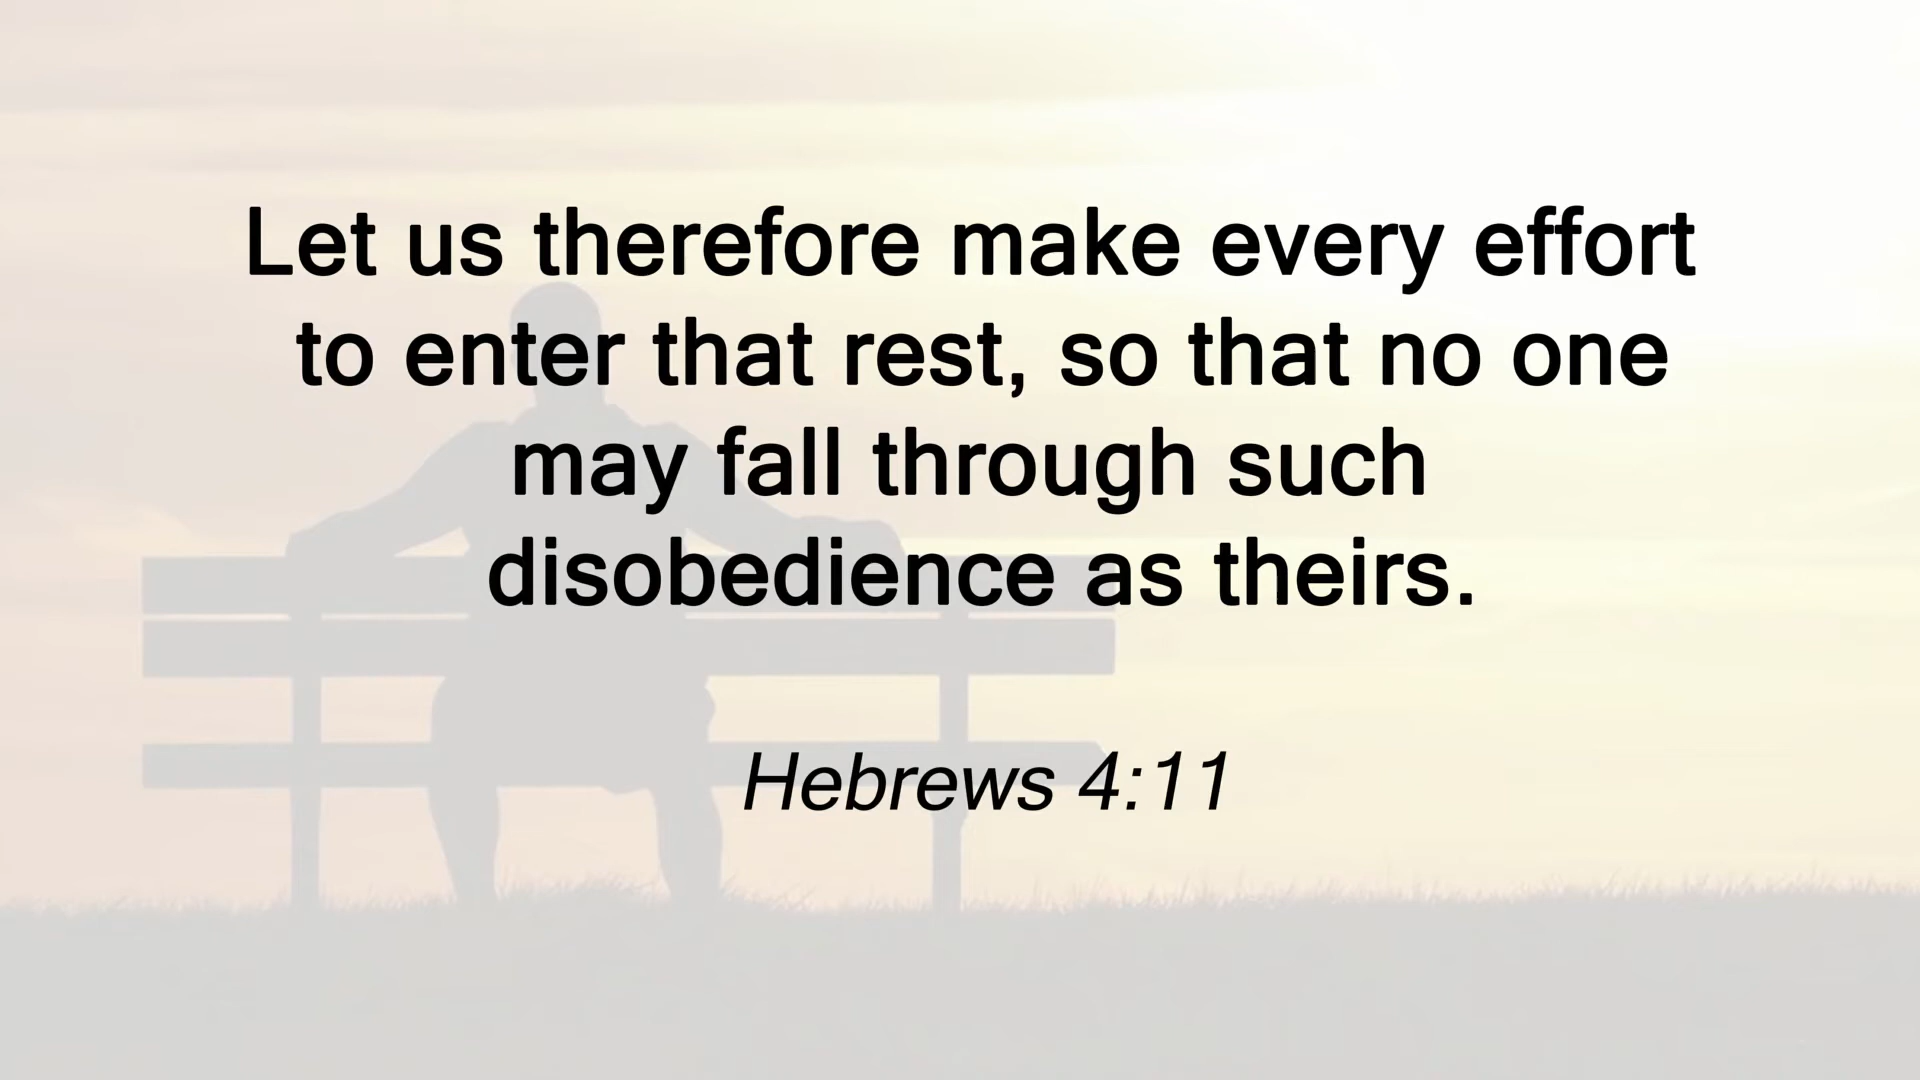 Let us therefore make every effort
to enter that rest, so that no one
may fall through such
disobedience as theirs.
Hebrews 4:11